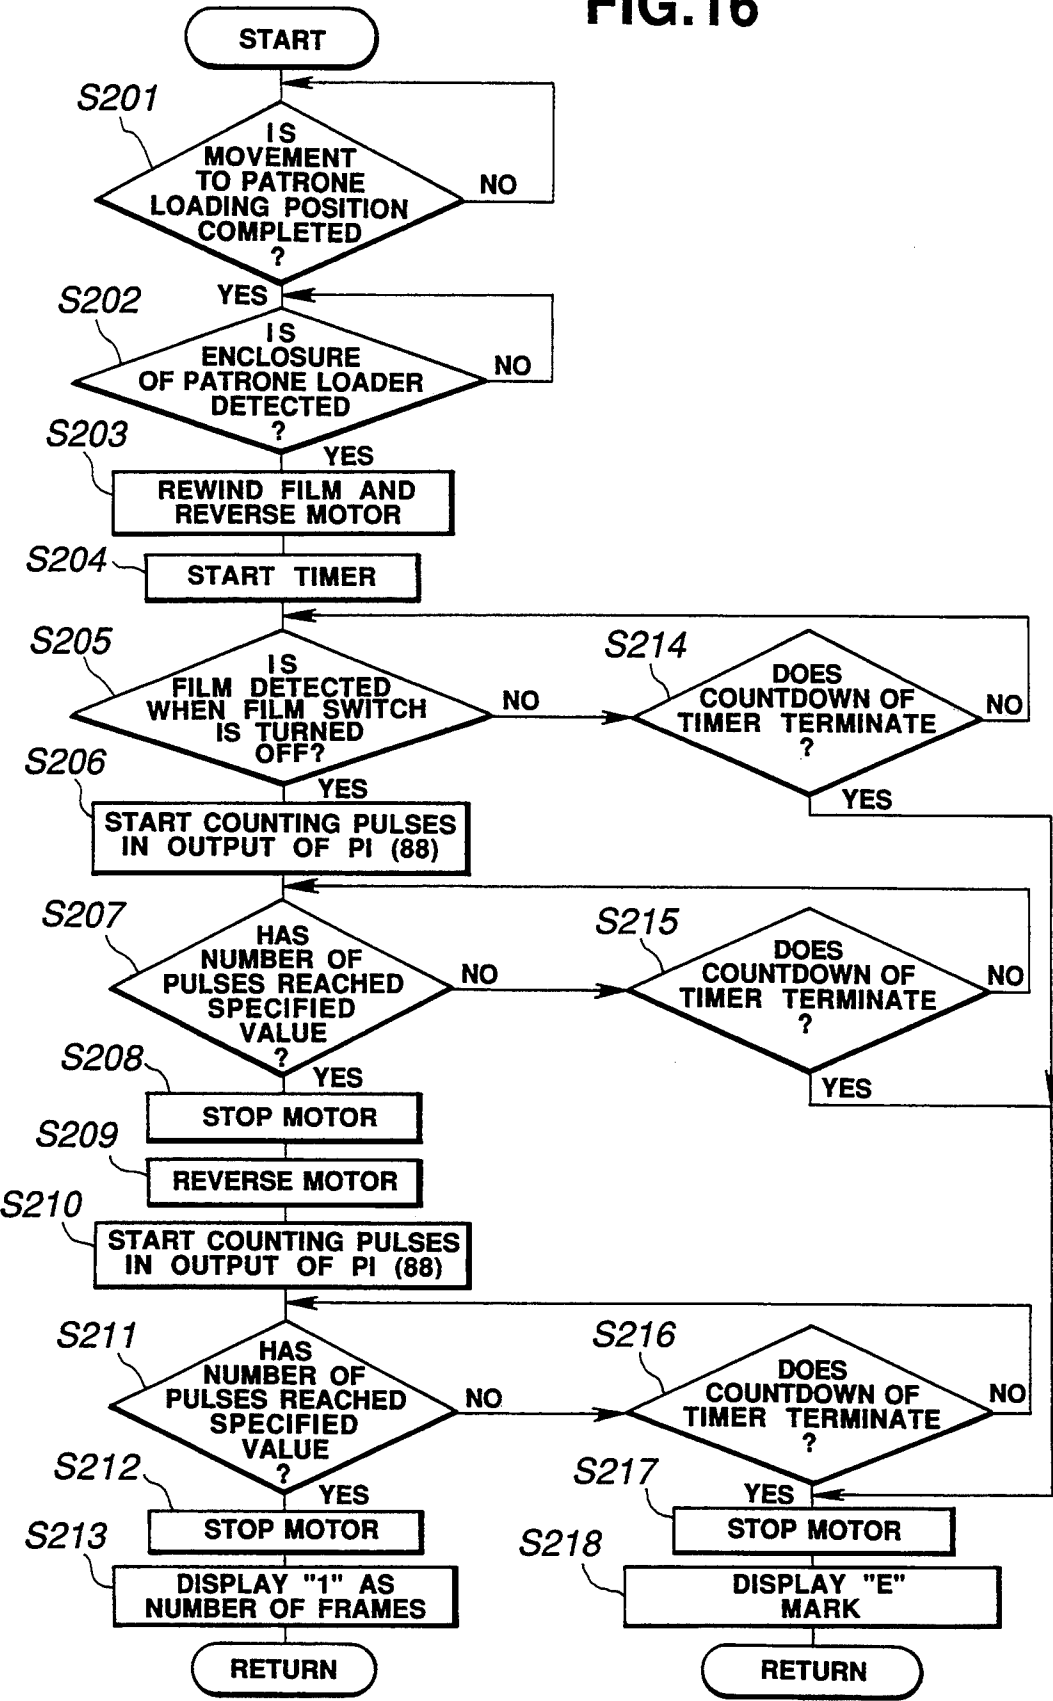 FIG.16
START
S201
IS
MOVEMENT
TO PATRONE
LOADING POSITION
COMPLETED
?
NO
YES
S202
IS
ENCLOSURE
OF PATRONE LOADER
DETECTED
?
NO
YES
S203
REWIND FILM AND
REVERSE MOTOR
S204
START TIMER
S205
IS
FILM DETECTED
WHEN FILM SWITCH
IS TURNED
OFF?
NO
YES
S214
DOES
COUNTDOWN OF
TIMER TERMINATE
?
NO
YES
S206
START COUNTING PULSES
IN OUTPUT OF PI (88)
S207
HAS
NUMBER OF
PULSES REACHED
SPECIFIED
VALUE
?
NO
YES
S215
DOES
COUNTDOWN OF
TIMER TERMINATE
?
NO
YES
S208
STOP MOTOR
S209
REVERSE MOTOR
S210
START COUNTING PULSES
IN OUTPUT OF PI (88)
S211
HAS
NUMBER OF
PULSES REACHED
SPECIFIED
VALUE
?
NO
YES
S216
DOES
COUNTDOWN OF
TIMER TERMINATE
?
NO
YES
S212
STOP MOTOR
S213
DISPLAY "1" AS
NUMBER OF FRAMES
RETURN
S217
STOP MOTOR
S218
DISPLAY "E"
MARK
RETURN